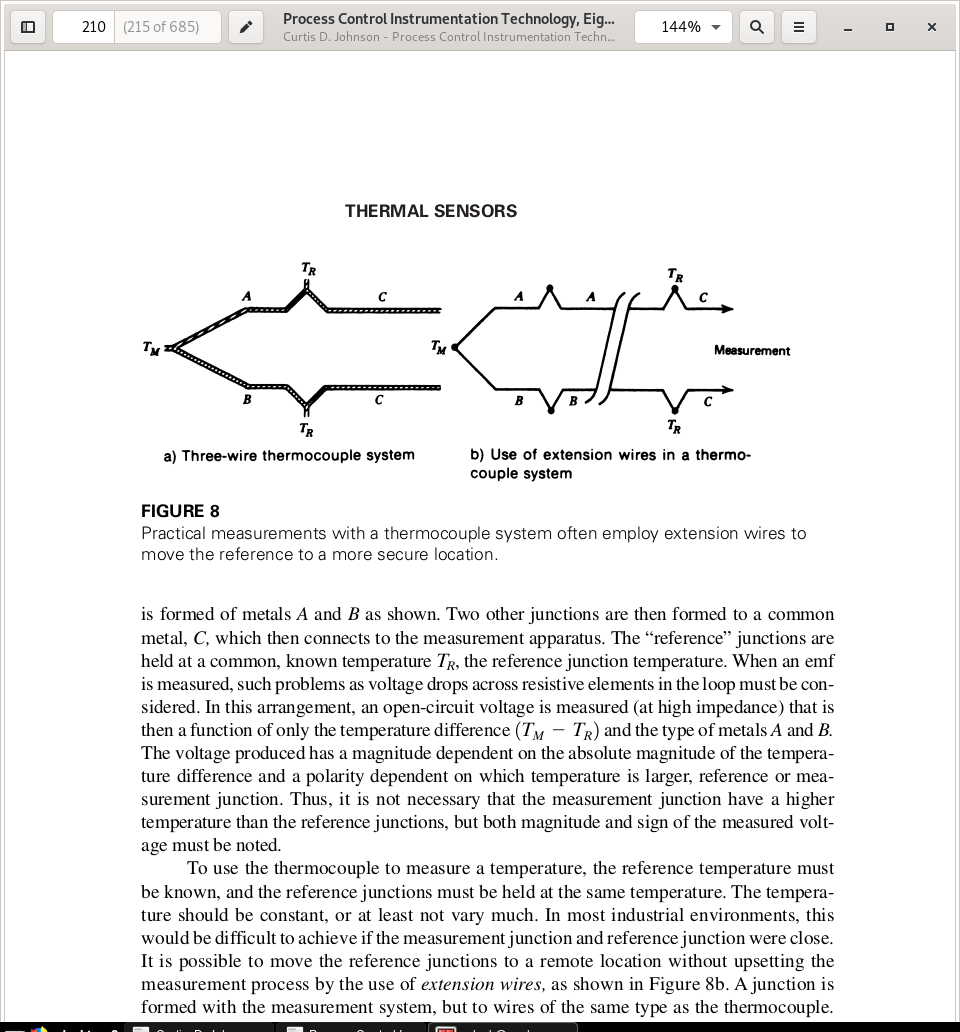 210 (215 of 685)
Process Control Instrumentation Technology, Eig...
Curtis D. Johnson – Process Control Instrumentation Techn...
144%
THERMAL SENSORS
T_R
A
C
T_M
B
C
T_R
a) Three-wire thermocouple system
T_R
A
A
C
T_M
Measurement
B
B
C
T_R
b) Use of extension wires in a thermo-
couple system
FIGURE 8
Practical measurements with a thermocouple system often employ extension wires to
move the reference to a more secure location.
is formed of metals A and B as shown. Two other junctions are then formed to a common
metal, C, which then connects to the measurement apparatus. The “reference” junctions are
held at a common, known temperature T_R, the reference junction temperature. When an emf
is measured, such problems as voltage drops across resistive elements in the loop must be con-
sidered. In this arrangement, an open-circuit voltage is measured (at high impedance) that is
then a function of only the temperature difference (T_M − T_R) and the type of metals A and B.
The voltage produced has a magnitude dependent on the absolute magnitude of the tempera-
ture difference and a polarity dependent on which temperature is larger, reference or mea-
surement junction. Thus, it is not necessary that the measurement junction have a higher
temperature than the reference junctions, but both magnitude and sign of the measured volt-
age must be noted.
To use the thermocouple to measure a temperature, the reference temperature must
be known, and the reference junctions must be held at the same temperature. The tempera-
ture should be constant, or at least not vary much. In most industrial environments, this
would be difficult to achieve if the measurement junction and reference junction were close.
It is possible to move the reference junctions to a remote location without upsetting the
measurement process by the use of extension wires, as shown in Figure 8b. A junction is
formed with the measurement system, but to wires of the same type as the thermocouple.